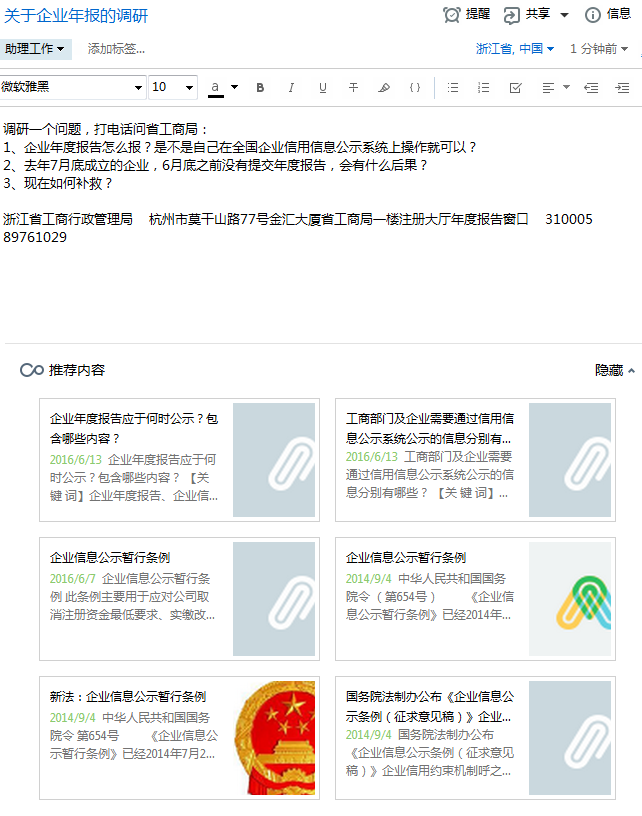 关于企业年报的调研
提醒 共享 信息
助理工作 添加标签... 浙江省, 中国 1 分钟前
微软雅黑 10 a B I U T { }
调研一个问题，打电话问省工商局：
1、企业年度报告怎么报？是不是自己在全国企业信用信息公示系统上操作就可以？
2、去年7月底成立的企业，6月底之前没有提交年度报告，会有什么后果？
3、现在如何补救？
浙江省工商行政管理局 杭州市莫干山路77号金汇大厦省工商局一楼注册大厅年度报告窗口 310005
89761029
推荐内容 隐藏
企业年度报告应于何时公示？包
含哪些内容？
2016/6/13 企业年度报告应于何
时公示？包含哪些内容？ 【关
键 词】企业年度报告、企业信...
工商部门及企业需要通过信用信
息公示系统公示的信息分别有...
2016/6/13 工商部门及企业需要
通过信用信息公示系统公示的信
息分别有哪些？ 【关 键 词】...
企业信息公示暂行条例
2016/6/7 企业信息公示暂行条
例 此条例主要用于应对公司取
消注册资金最低要求、实缴改...
企业信息公示暂行条例
2014/9/4 中华人民共和国国务
院令 （ 第654号 ） 《企业信
息公示暂行条例》已经2014年...
新法：企业信息公示暂行条例
2014/9/4 中华人民共和国国务
院令 第654号 《企业信息公
示暂行条例》已经2014年7月2...
国务院法制办公布《企业信息公
示条例（征求意见稿）》企业...
2014/9/4 国务院法制办公布
《企业信息公示条例（征求意见
稿）》企业信用约束机制呼之...